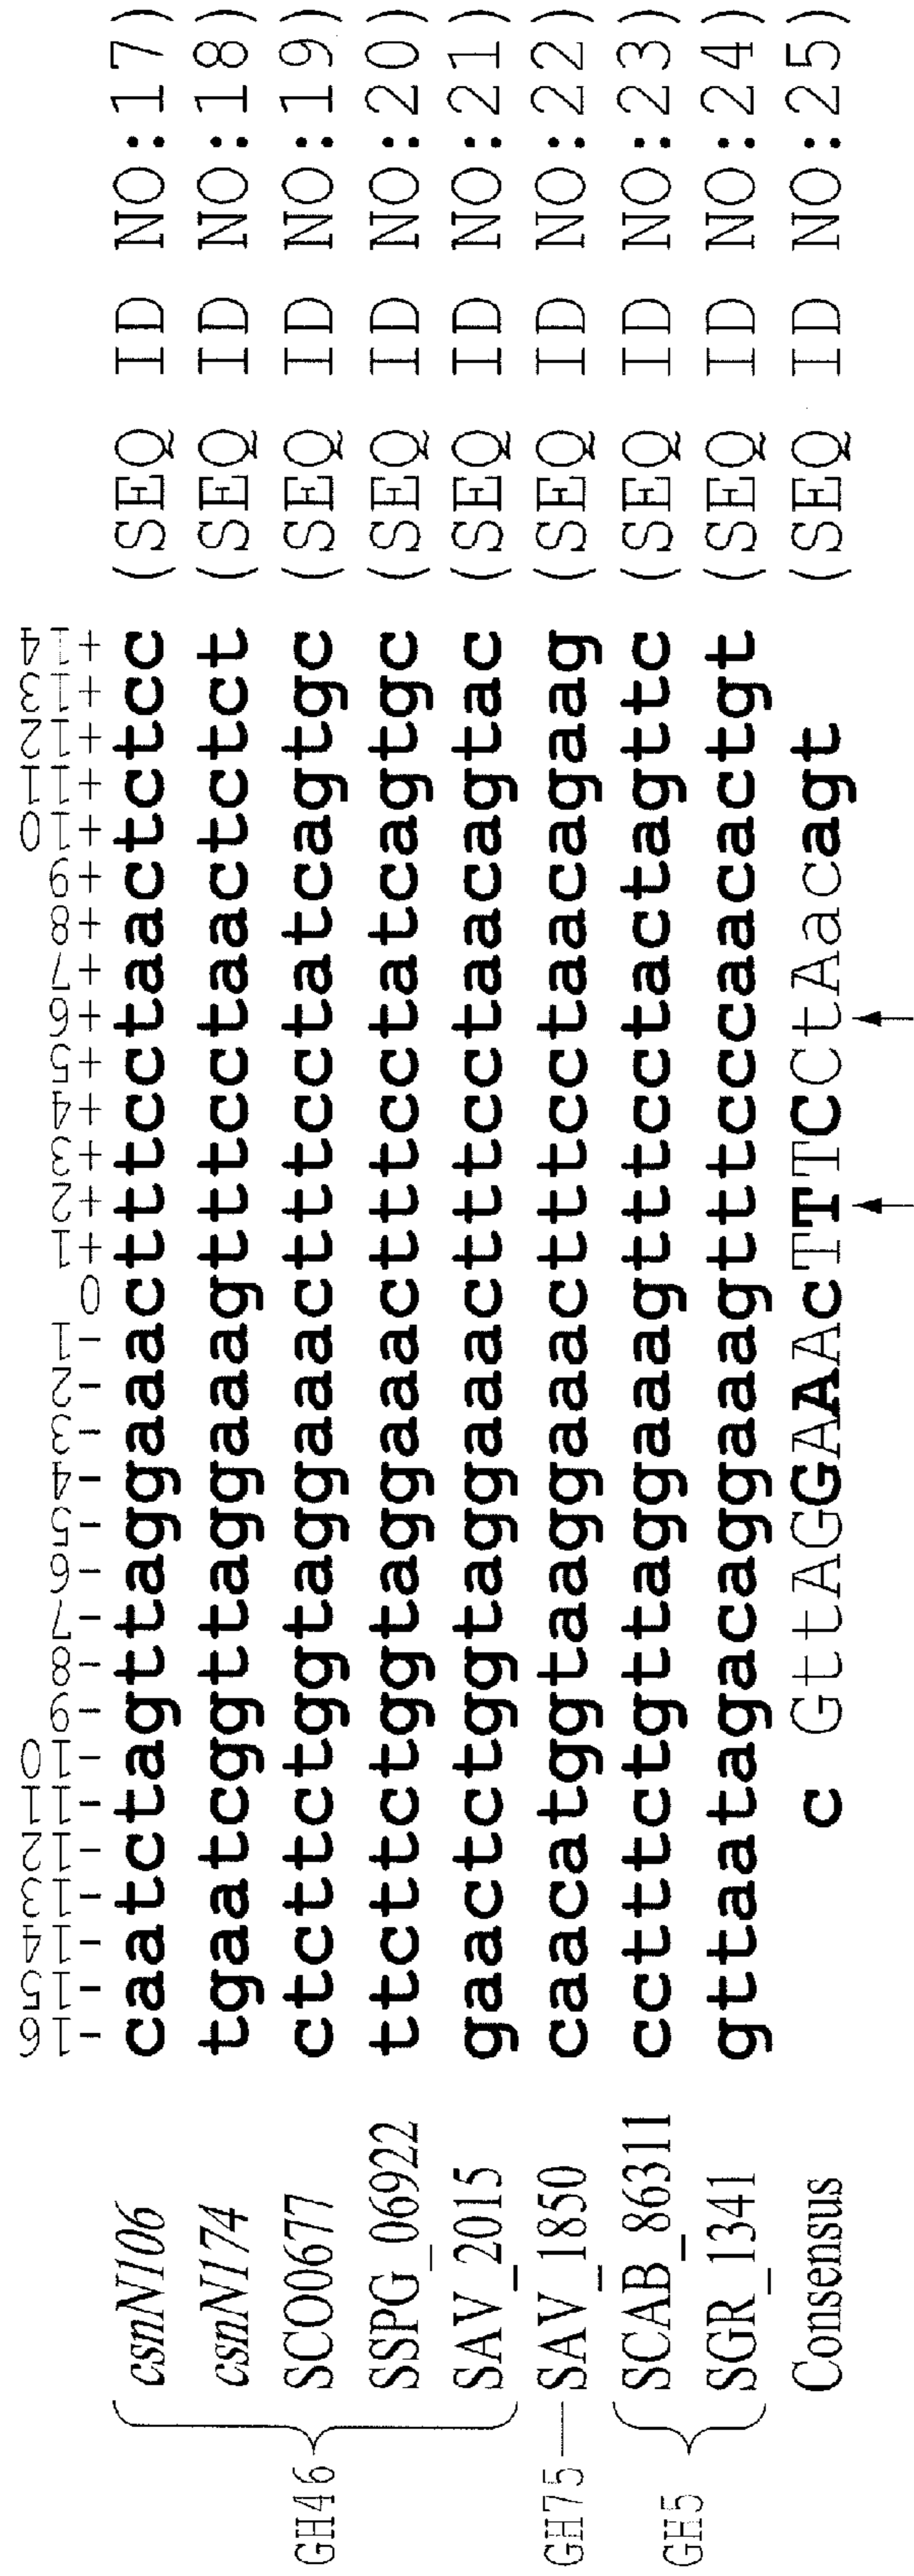 -16 -15 -14 -13 -12 -11 -10 -9 -8 -7 -6 -5 -4 -3 -2 -1 0 +1 +2 +3 +4 +5 +6 +7 +8 +9 +10 +11 +12 +13 +14
GH46
csnN106 caatctagttaggaaactttcctaactctcc (SEQ ID NO:17)
csnN174 tgaatcggttaggaaagtttcctaactctct (SEQ ID NO:18)
SCO0677 ctcttctggtaggaaactttcctatcagtgc (SEQ ID NO:19)
SSPG_06922 ttcttctggtaggaaactttcctatcagtgc (SEQ ID NO:20)
SAV_2015 gaactctggtaggaaactttcctaacagtac (SEQ ID NO:21)
GH75 SAV_1850 caacatggtaaggaaactttcctaacagaag (SEQ ID NO:22)
GH5
SCAB_86311 cctttctgttaggaaagtttcctactagttc (SEQ ID NO:23)
SGR_1341 gttaatagacaggaaagtttcccaacactgt (SEQ ID NO:24)
Consensus c GttAGGAAAcTTTCCtAacagt (SEQ ID NO:25)